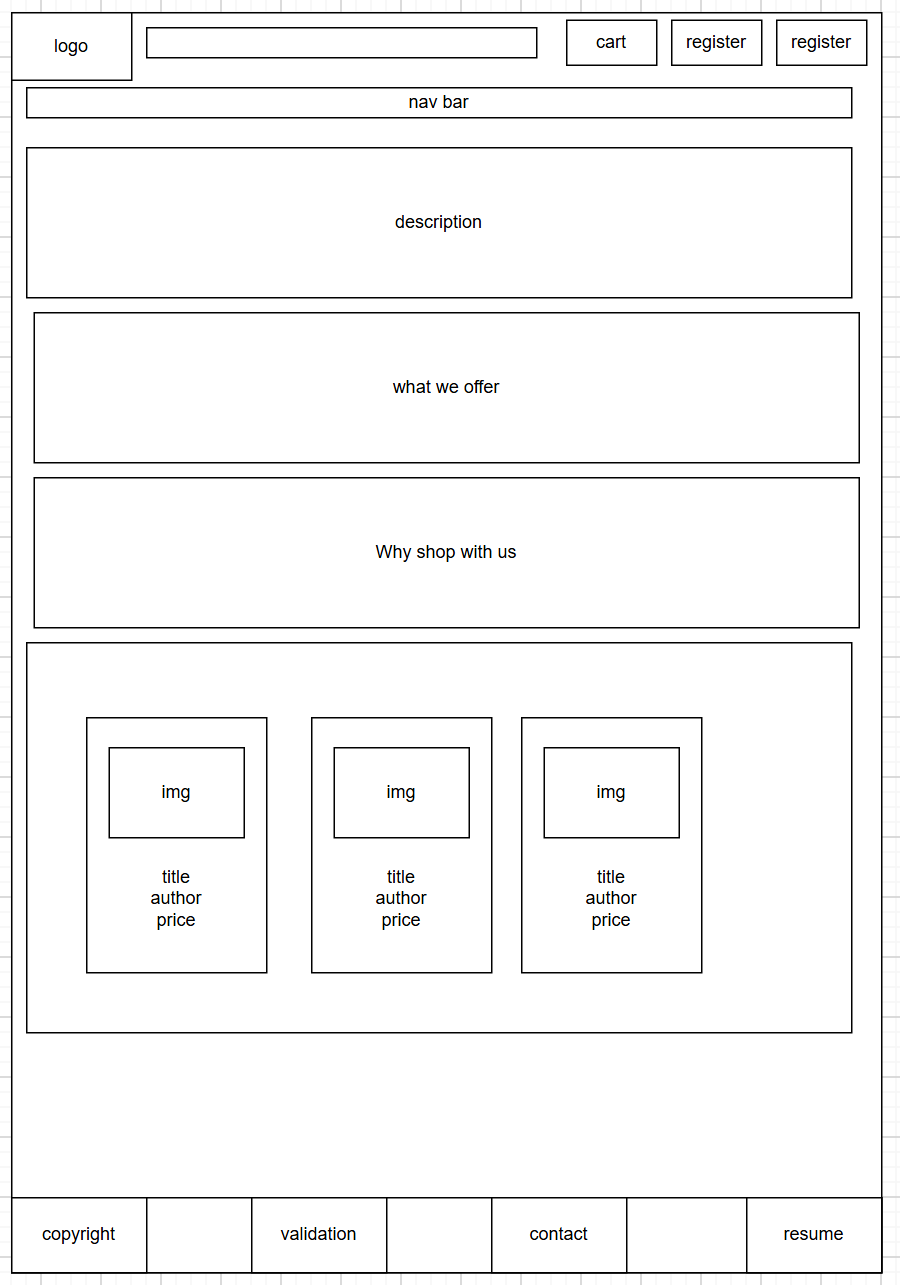 logo
cart
register
register
nav bar
description
what we offer
Why shop with us
img
title
author
price
img
title
author
price
img
title
author
price
copyright
validation
contact
resume